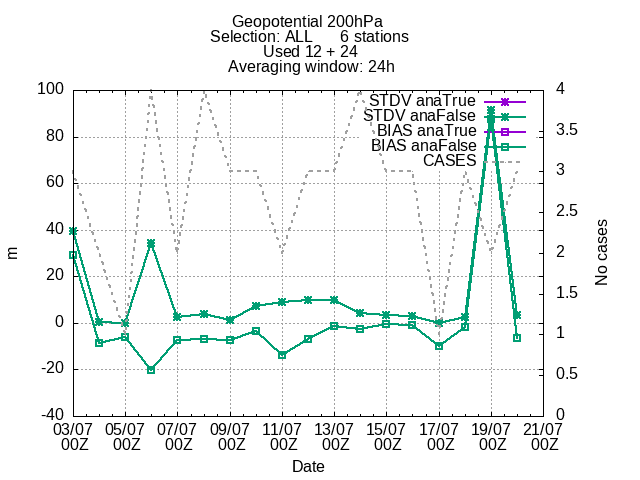 Geopotential 200hPa
Selection: ALL 6 stations
Used 12 + 24
Averaging window: 24h
STDV anaTrue
STDV anaFalse
BIAS anaTrue
BIAS anaFalse
CASES
100
80
60
40
20
0
-20
-40
m
4
3.5
3
2.5
2
1.5
1
0.5
0
No cases
03/07 05/07 07/07 09/07 11/07 13/07 15/07 17/07 19/07 21/07
00Z 00Z 00Z 00Z 00Z 00Z 00Z 00Z 00Z 00Z
Date